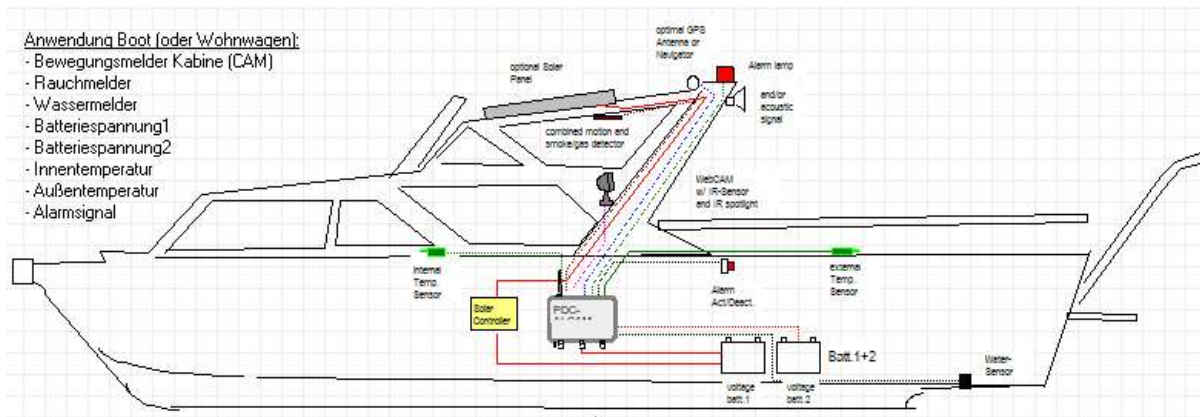 Anwendung Boot (oder Wohnwagen):
- Bewegungsmelder Kabine (CAM)
- Rauchmelder
- Wassermelder
- Batteriespannung1
- Batteriespannung2
- Innentemperatur
- Außentemperatur
- Alarmsignal
optional Solar
Panel
optimal GPS
Antenna or
Navigator
Alarm lamp
and/or
acoustic
signal
combined motion and
smoke/gas detector
WebCAM
w/ IR-Sensor
and IR spotlight
internal
Temp.
Sensor
Solar
Controller
PDC-
Alarm
Act/Deact.
external
Temp.
Sensor
Batt.1+2
voltage
batt.1
voltage
batt.2
Water-
Sensor